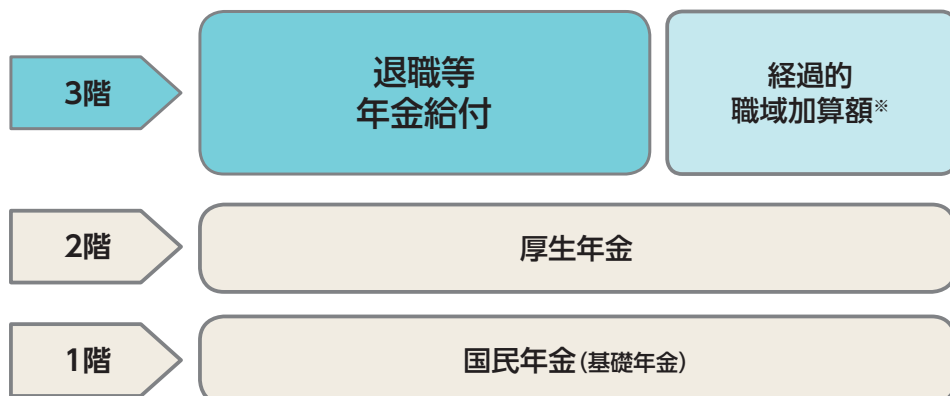 3階
退職等
年金給付
経過的
職域加算額※
2階
厚生年金
1階
国民年金(基礎年金)